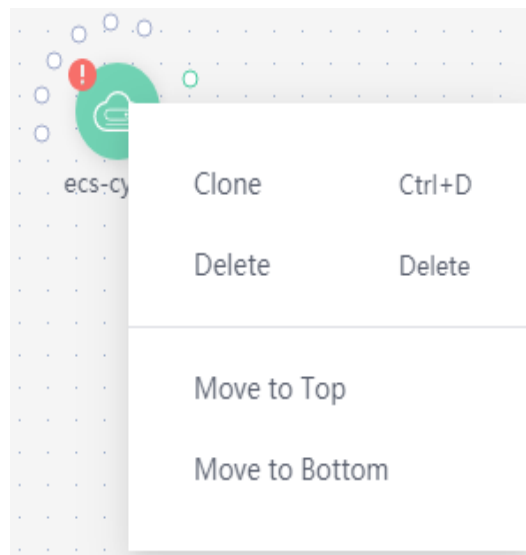 !
ecs-cy
Clone Ctrl+D
Delete Delete
Move to Top
Move to Bottom